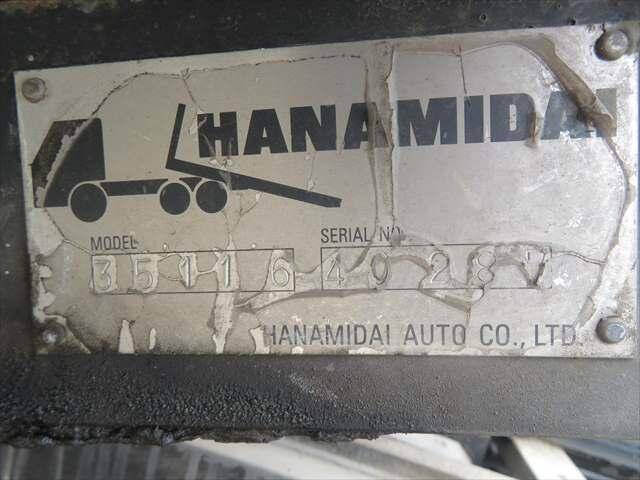 HANAMIDAI
MODEL SERIAL NO.
35116 40287
HANAMIDAI AUTO CO., LTD